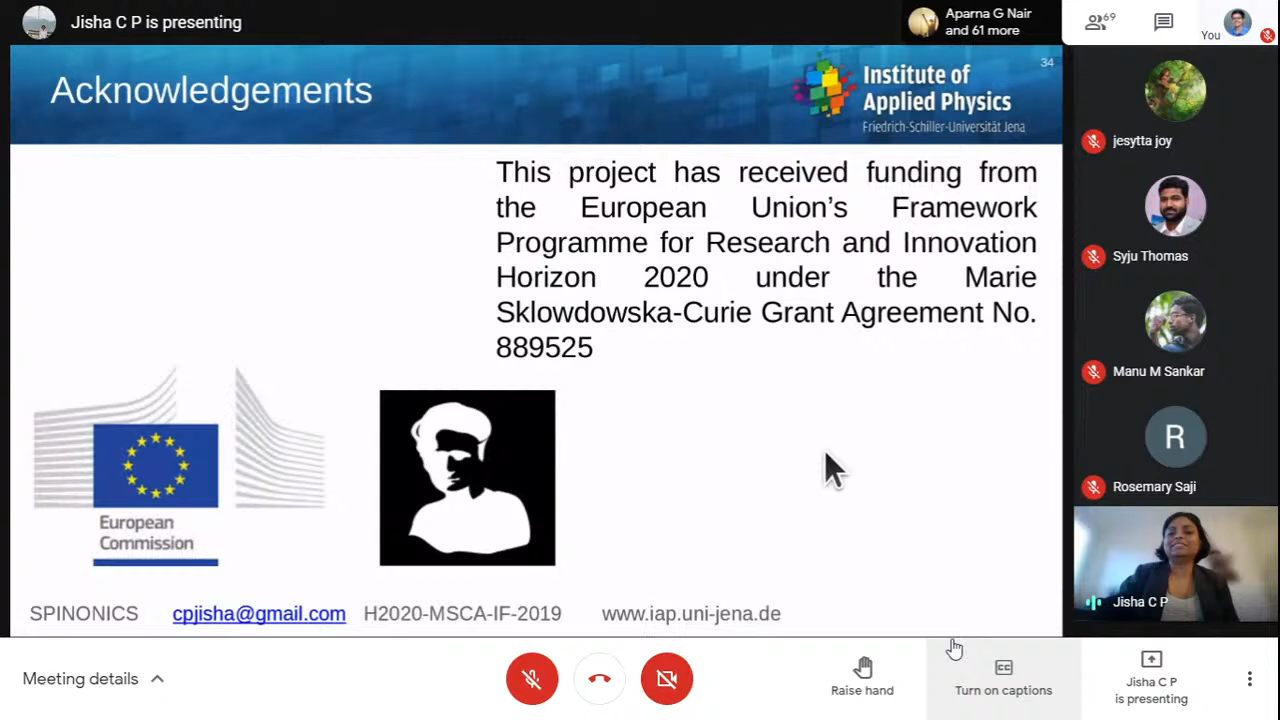 Jisha C P is presenting
Aparna G Nair
and 61 more
69
You
Acknowledgements
Institute of
Applied Physics
Friedrich-Schiller-Universität Jena
34
This project has received funding from
the European Union’s Framework
Programme for Research and Innovation
Horizon 2020 under the Marie
Sklowdowska-Curie Grant Agreement No.
889525
European
Commission
SPINONICS cpjisha@gmail.com H2020-MSCA-IF-2019 www.iap.uni-jena.de
jesytta joy
Syju Thomas
Manu M Sankar
R
Rosemary Saji
Jisha C P
Meeting details
Raise hand
CC
Turn on captions
Jisha C P
is presenting